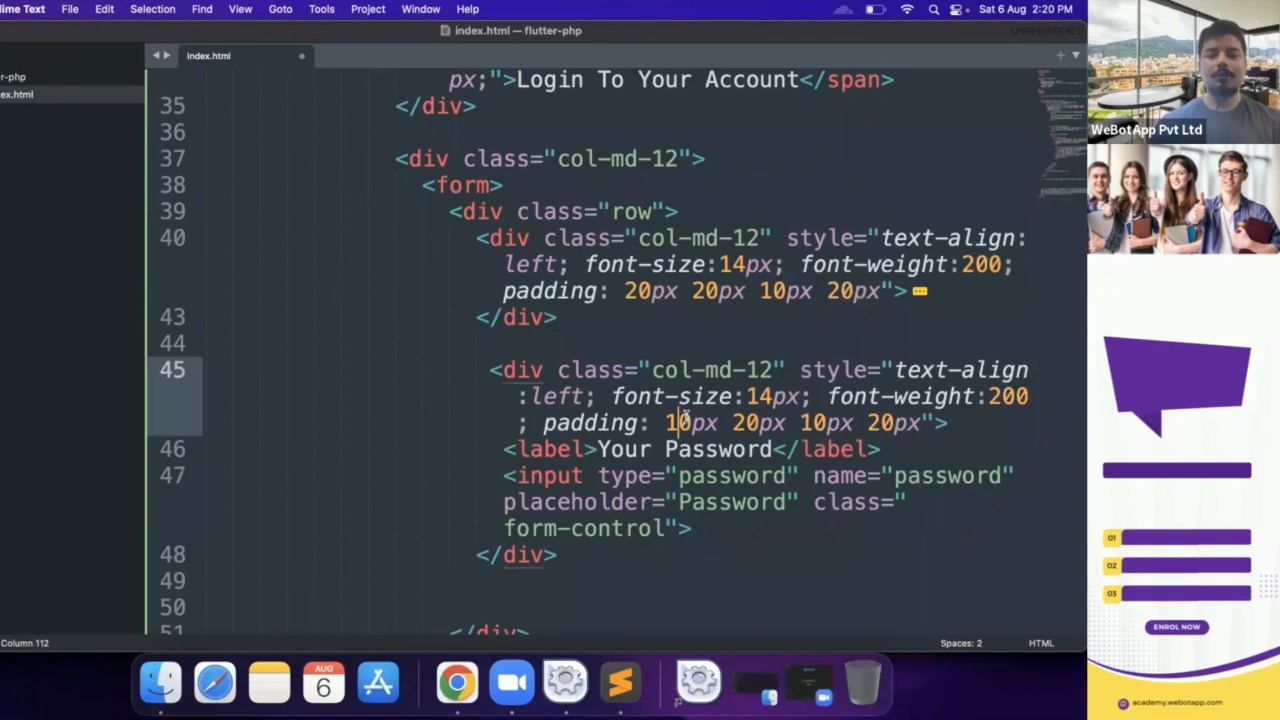 lime Text File Edit Selection Find View Goto Tools Project Window Help Sat 6 Aug 2:20 PM
index.html — flutter-php UNREGISTERED
index.html
r-php
ex.html
px;">Login To Your Account</span>
35 </div>
36
37 <div class="col-md-12">
38 <form>
39 <div class="row">
40 <div class="col-md-12" style="text-align:
left; font-size:14px; font-weight:200;
padding: 20px 20px 10px 20px">
43 </div>
44
45 <div class="col-md-12" style="text-align
:left; font-size:14px; font-weight:200
; padding: 10px 20px 10px 20px">
46 <label>Your Password</label>
47 <input type="password" name="password"
placeholder="Password" class="
form-control">
48 </div>
49
50
51 </div>
Column 112 Spaces: 2 HTML
AUG
6
WeBotApp Pvt Ltd
01
02
03
ENROL NOW
academy.webotapp.com